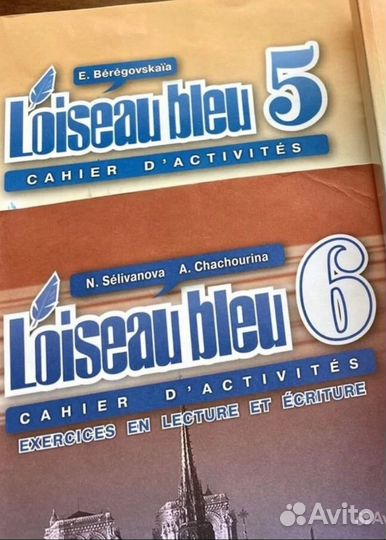 E. Bérégovskaïa
L'oiseau bleu 5
CAHIER D'ACTIVITÉS
N. Sélivanova A. Chachourina
L'oiseau bleu 6
CAHIER D'ACTIVITÉS
EXERCICES EN LECTURE ET ÉCRITURE
Avito